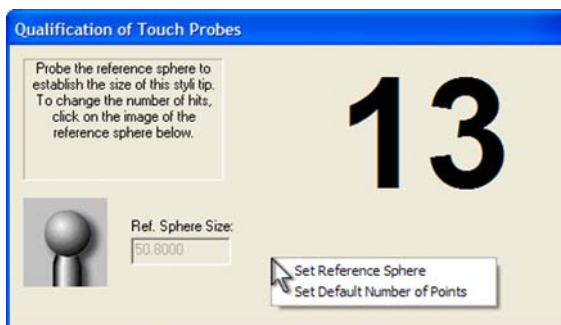 Qualification of Touch Probes
Probe the reference sphere to
establish the size of this styli tip.
To change the number of hits,
click on the image of the
reference sphere below.
13
Ref. Sphere Size:
50.8000
Set Reference Sphere
Set Default Number of Points